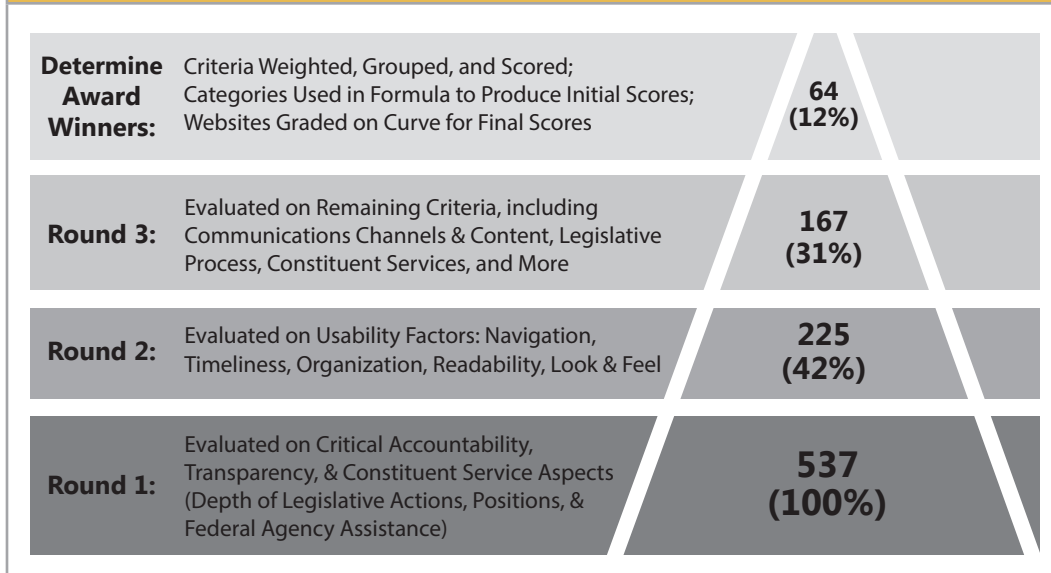 Determine
Award
Winners:
Criteria Weighted, Grouped, and Scored;
Categories Used in Formula to Produce Initial Scores;
Websites Graded on Curve for Final Scores
64
(12%)
Round 3:
Evaluated on Remaining Criteria, including
Communications Channels & Content, Legislative
Process, Constituent Services, and More
167
(31%)
Round 2:
Evaluated on Usability Factors: Navigation,
Timeliness, Organization, Readability, Look & Feel
225
(42%)
Round 1:
Evaluated on Critical Accountability,
Transparency, & Constituent Service Aspects
(Depth of Legislative Actions, Positions, &
Federal Agency Assistance)
537
(100%)